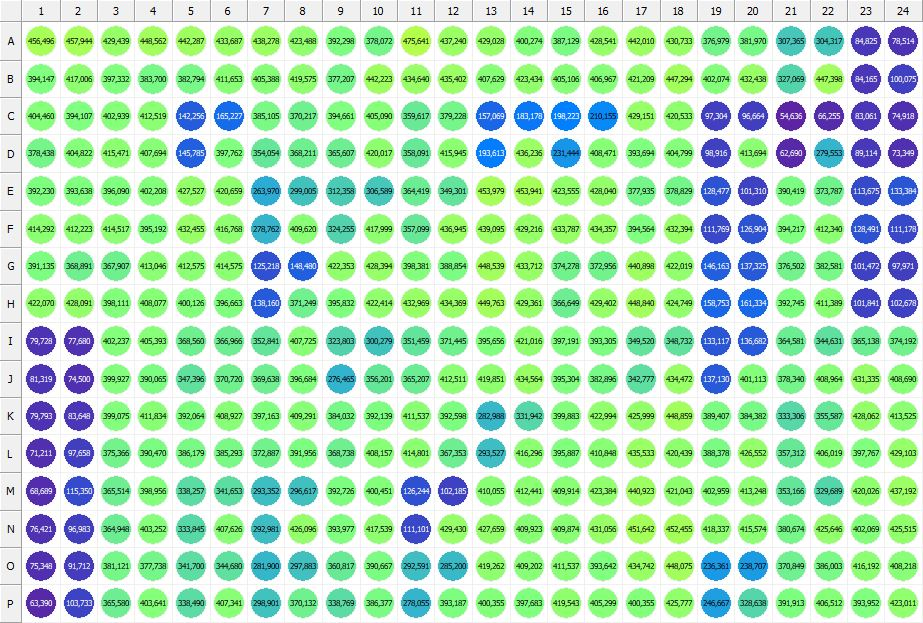 1 2 3 4 5 6 7 8 9 10 11 12 13 14 15 16 17 18 19 20 21 22 23 24
A 456,496 457,944 429,439 448,562 442,287 433,687 438,278 423,488 392,298 378,072 475,641 437,240 429,028 400,274 387,129 428,541 442,010 430,733 376,979 381,970 307,365 304,317 84,825 78,514
B 394,147 417,006 397,332 383,700 382,794 411,653 405,388 419,575 377,207 442,223 434,640 435,402 407,629 423,434 405,106 406,967 421,209 447,294 402,074 432,438 327,069 447,398 84,165 100,075
C 404,460 394,107 402,939 412,519 142,256 165,227 385,105 370,217 394,661 405,090 359,617 379,228 157,069 183,178 198,223 210,155 429,151 420,533 97,304 96,664 54,636 66,255 83,061 74,918
D 378,438 404,822 415,471 407,694 145,785 397,762 354,054 368,211 365,607 420,017 358,091 415,945 193,613 436,236 231,444 408,471 393,674 404,799 98,916 413,694 62,690 279,553 89,114 73,349
E 392,230 393,638 396,090 402,208 427,527 420,659 263,970 299,005 312,358 306,589 364,419 349,301 453,979 453,941 423,555 428,040 377,935 378,829 128,477 101,310 390,419 373,787 113,675 133,384
F 414,292 412,223 414,517 395,192 432,455 416,768 278,762 409,620 324,255 417,999 357,099 436,945 439,095 429,216 433,787 434,357 394,564 432,394 111,769 126,904 394,217 412,340 128,491 111,178
G 391,135 368,891 367,907 413,046 412,575 414,575 125,218 148,480 422,353 428,394 398,381 388,854 448,539 433,712 374,278 372,956 440,898 422,019 146,163 137,325 376,502 382,581 101,472 97,971
H 422,070 428,091 398,111 408,077 400,126 396,663 138,160 371,249 395,832 422,414 432,969 434,369 449,763 429,361 366,649 429,402 448,840 424,749 158,753 161,334 392,745 411,389 101,841 102,678
I 79,728 77,680 402,237 405,393 368,560 366,966 352,841 407,725 323,803 300,279 351,459 371,445 395,656 421,016 397,191 393,305 349,520 348,732 133,117 136,682 364,581 344,631 365,138 374,192
J 81,319 74,500 399,927 390,065 347,396 370,720 369,638 396,684 276,465 356,201 365,207 412,511 419,851 434,564 395,304 382,896 342,777 434,472 137,130 401,113 378,340 408,964 431,335 408,690
K 79,793 83,648 399,075 411,834 392,064 408,927 397,163 409,291 384,032 392,139 411,537 392,598 282,988 331,942 399,883 422,994 425,999 448,859 389,407 384,382 333,306 355,587 428,062 413,525
L 71,211 97,658 375,366 390,470 386,179 385,293 372,887 391,956 368,738 408,157 414,801 367,353 293,527 416,296 395,887 410,848 435,533 420,439 388,378 426,552 357,312 406,019 397,767 429,103
M 68,689 115,350 365,514 398,956 338,257 341,653 293,352 296,617 392,726 400,451 126,244 102,185 410,055 412,441 409,914 423,384 440,923 421,043 402,959 413,248 353,166 329,689 420,026 437,192
N 76,421 96,983 364,948 403,252 333,845 407,626 292,981 426,096 393,977 417,539 111,101 429,430 427,659 409,923 409,874 431,056 451,642 452,455 418,337 415,574 380,674 425,646 402,069 425,515
O 75,348 91,712 381,121 377,738 341,700 344,680 281,900 297,883 360,817 390,667 292,591 285,200 419,262 409,202 411,537 393,642 434,742 448,075 236,361 238,707 370,849 386,003 416,192 408,218
P 63,390 103,733 365,580 403,641 338,490 407,341 298,901 370,132 338,769 386,377 278,055 393,187 400,355 397,683 419,543 405,299 400,355 425,777 246,667 328,638 391,913 406,512 393,952 423,011